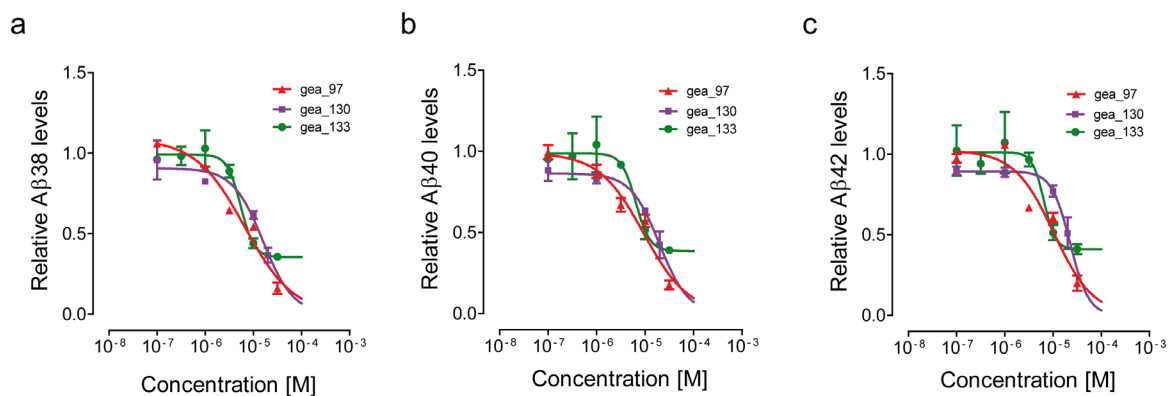 a
Relative Aβ38 levels
1.5
1.0
0.5
0.0
gea_97
gea_130
gea_133
10⁻⁸ 10⁻⁷ 10⁻⁶ 10⁻⁵ 10⁻⁴ 10⁻³
Concentration [M]
b
Relative Aβ40 levels
1.5
1.0
0.5
0.0
gea_97
gea_130
gea_133
10⁻⁸ 10⁻⁷ 10⁻⁶ 10⁻⁵ 10⁻⁴ 10⁻³
Concentration [M]
c
Relative Aβ42 levels
1.5
1.0
0.5
0.0
gea_97
gea_130
gea_133
10⁻⁸ 10⁻⁷ 10⁻⁶ 10⁻⁵ 10⁻⁴ 10⁻³
Concentration [M]